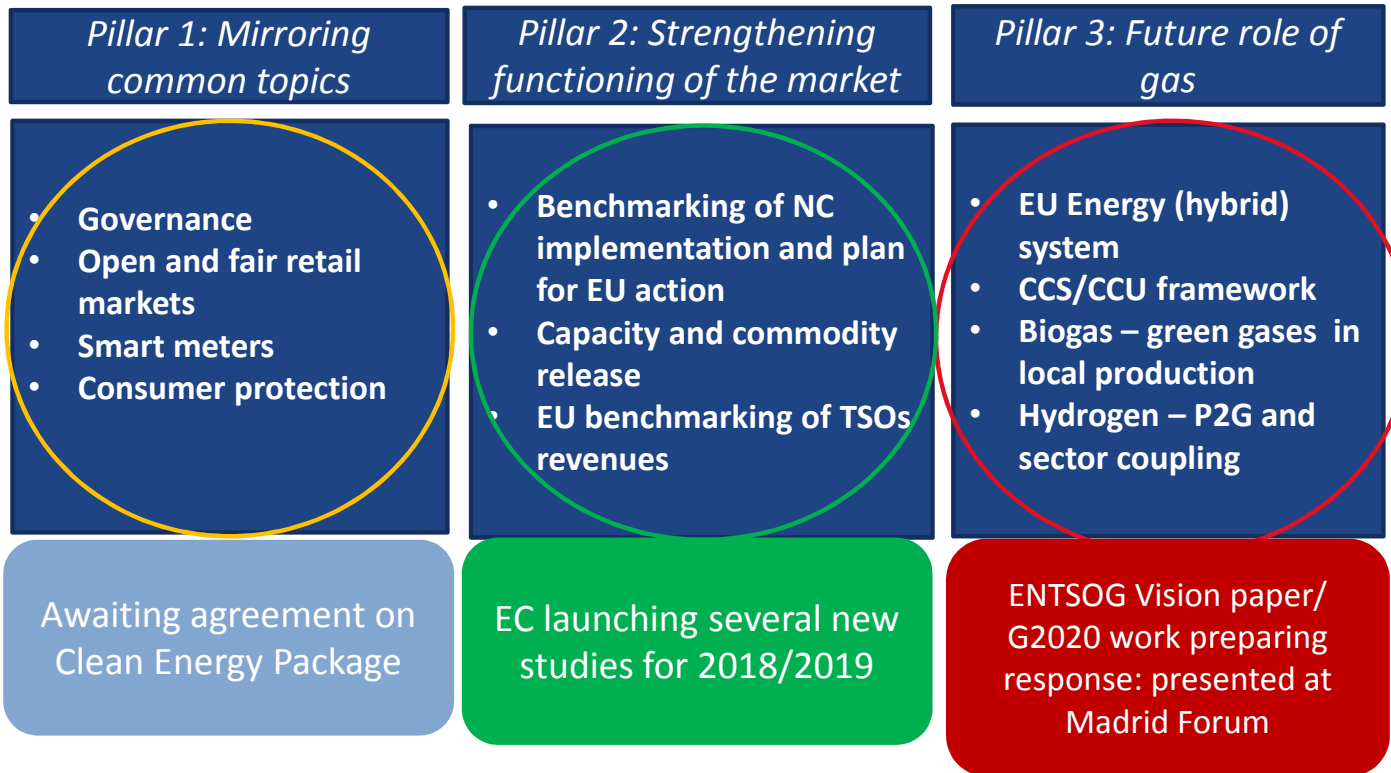 Pillar 1: Mirroring
common topics
• Governance
• Open and fair retail
markets
• Smart meters
• Consumer protection
Awaiting agreement on
Clean Energy Package
Pillar 2: Strengthening
functioning of the market
• Benchmarking of NC
implementation and plan
for EU action
• Capacity and commodity
release
• EU benchmarking of TSOs
revenues
EC launching several new
studies for 2018/2019
Pillar 3: Future role of
gas
• EU Energy (hybrid)
system
• CCS/CCU framework
• Biogas – green gases in
local production
• Hydrogen – P2G and
sector coupling
ENTSOG Vision paper/
G2020 work preparing
response: presented at
Madrid Forum